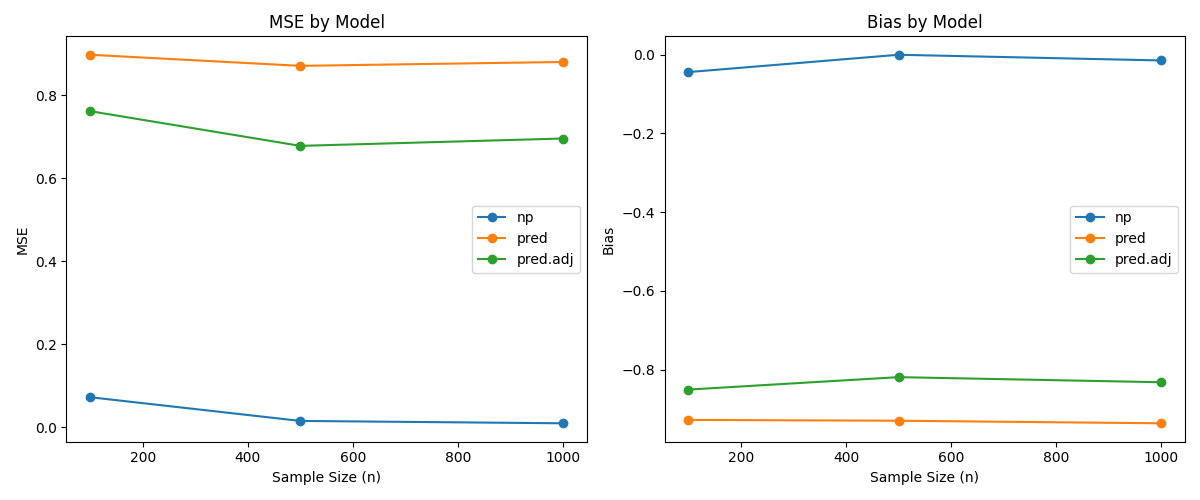 MSE by Model
MSE
0.8
0.6
0.4
0.2
0.0
200
400
600
800
1000
Sample Size (n)
np
pred
pred.adj
Bias by Model
Bias
0.0
−0.2
−0.4
−0.6
−0.8
200
400
600
800
1000
Sample Size (n)
np
pred
pred.adj